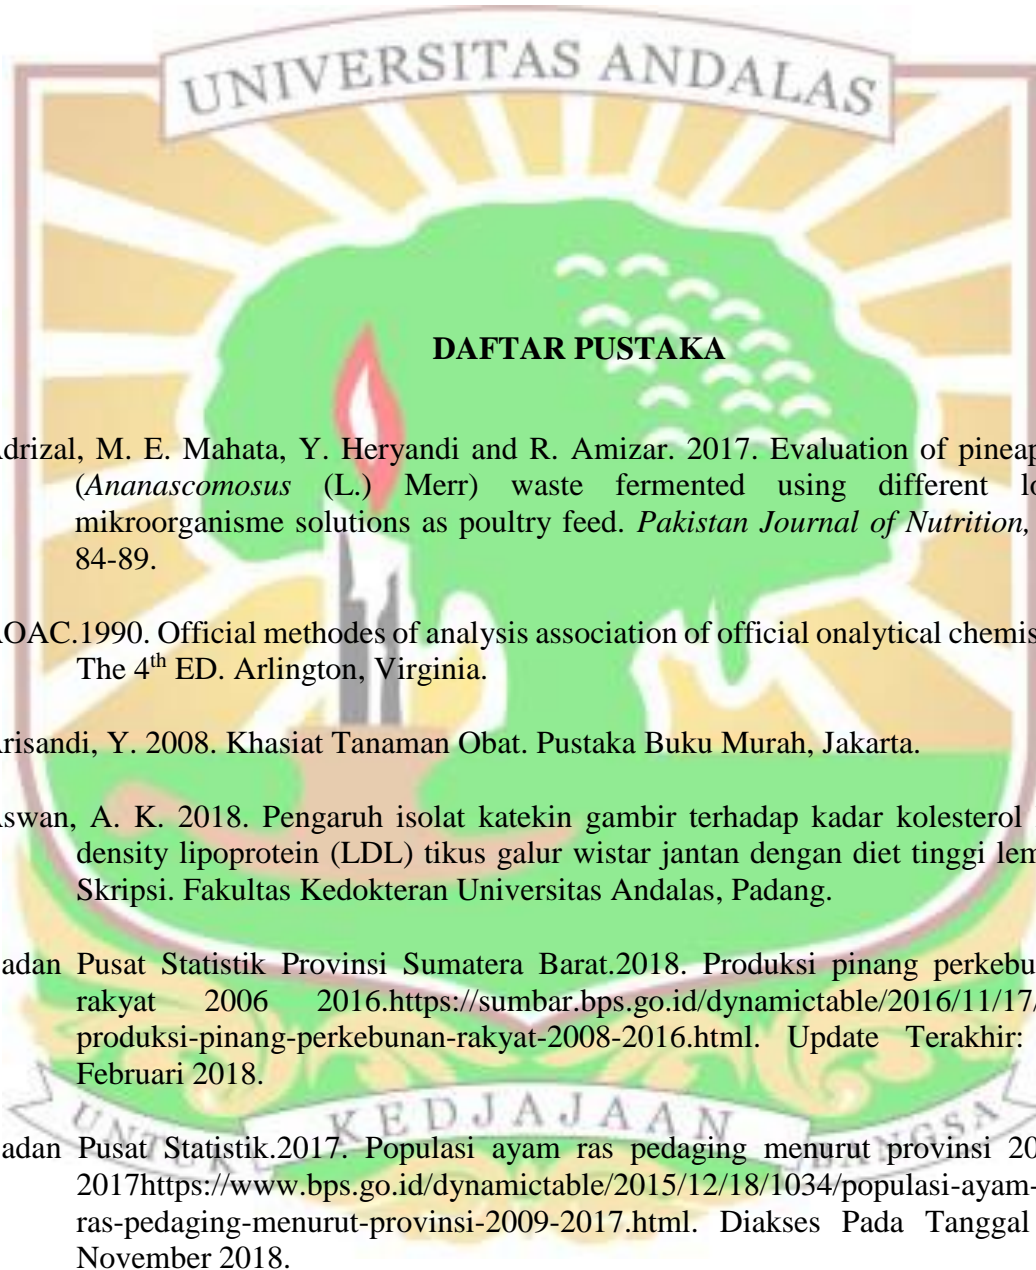 UNIVERSITAS ANDALAS
DAFTAR PUSTAKA
drizal, M. E. Mahata, Y. Heryandi and R. Amizar. 2017. Evaluation of pineap
(Ananascomosus (L.) Merr) waste fermented using different lo
mikroorganisme solutions as poultry feed. Pakistan Journal of Nutrition,
84-89.
OAC.1990. Official methodes of analysis association of official onalytical chemis
The 4th ED. Arlington, Virginia.
risandi, Y. 2008. Khasiat Tanaman Obat. Pustaka Buku Murah, Jakarta.
swan, A. K. 2018. Pengaruh isolat katekin gambir terhadap kadar kolesterol
density lipoprotein (LDL) tikus galur wistar jantan dengan diet tinggi lem
Skripsi. Fakultas Kedokteran Universitas Andalas, Padang.
adan Pusat Statistik Provinsi Sumatera Barat.2018. Produksi pinang perkebu
rakyat 2006 2016.https://sumbar.bps.go.id/dynamictable/2016/11/17/
produksi-pinang-perkebunan-rakyat-2008-2016.html. Update Terakhir:
Februari 2018.
UNTUK KEDJAJAAN BANGSA
adan Pusat Statistik.2017. Populasi ayam ras pedaging menurut provinsi 20
2017https://www.bps.go.id/dynamictable/2015/12/18/1034/populasi-ayam-
ras-pedaging-menurut-provinsi-2009-2017.html. Diakses Pada Tanggal
November 2018.